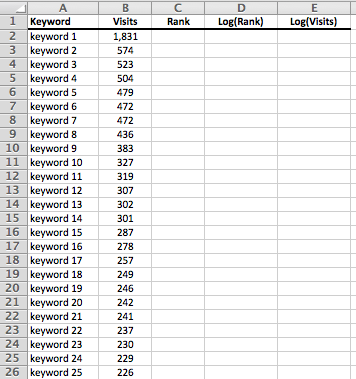 A B C D E
1 Keyword Visits Rank Log(Rank) Log(Visits)
2 keyword 1 1,831
3 keyword 2 574
4 keyword 3 523
5 keyword 4 504
6 keyword 5 479
7 keyword 6 472
8 keyword 7 472
9 keyword 8 436
10 keyword 9 383
11 keyword 10 327
12 keyword 11 319
13 keyword 12 307
14 keyword 13 302
15 keyword 14 301
16 keyword 15 287
17 keyword 16 278
18 keyword 17 257
19 keyword 18 249
20 keyword 19 246
21 keyword 20 242
22 keyword 21 241
23 keyword 22 237
24 keyword 23 230
25 keyword 24 229
26 keyword 25 226